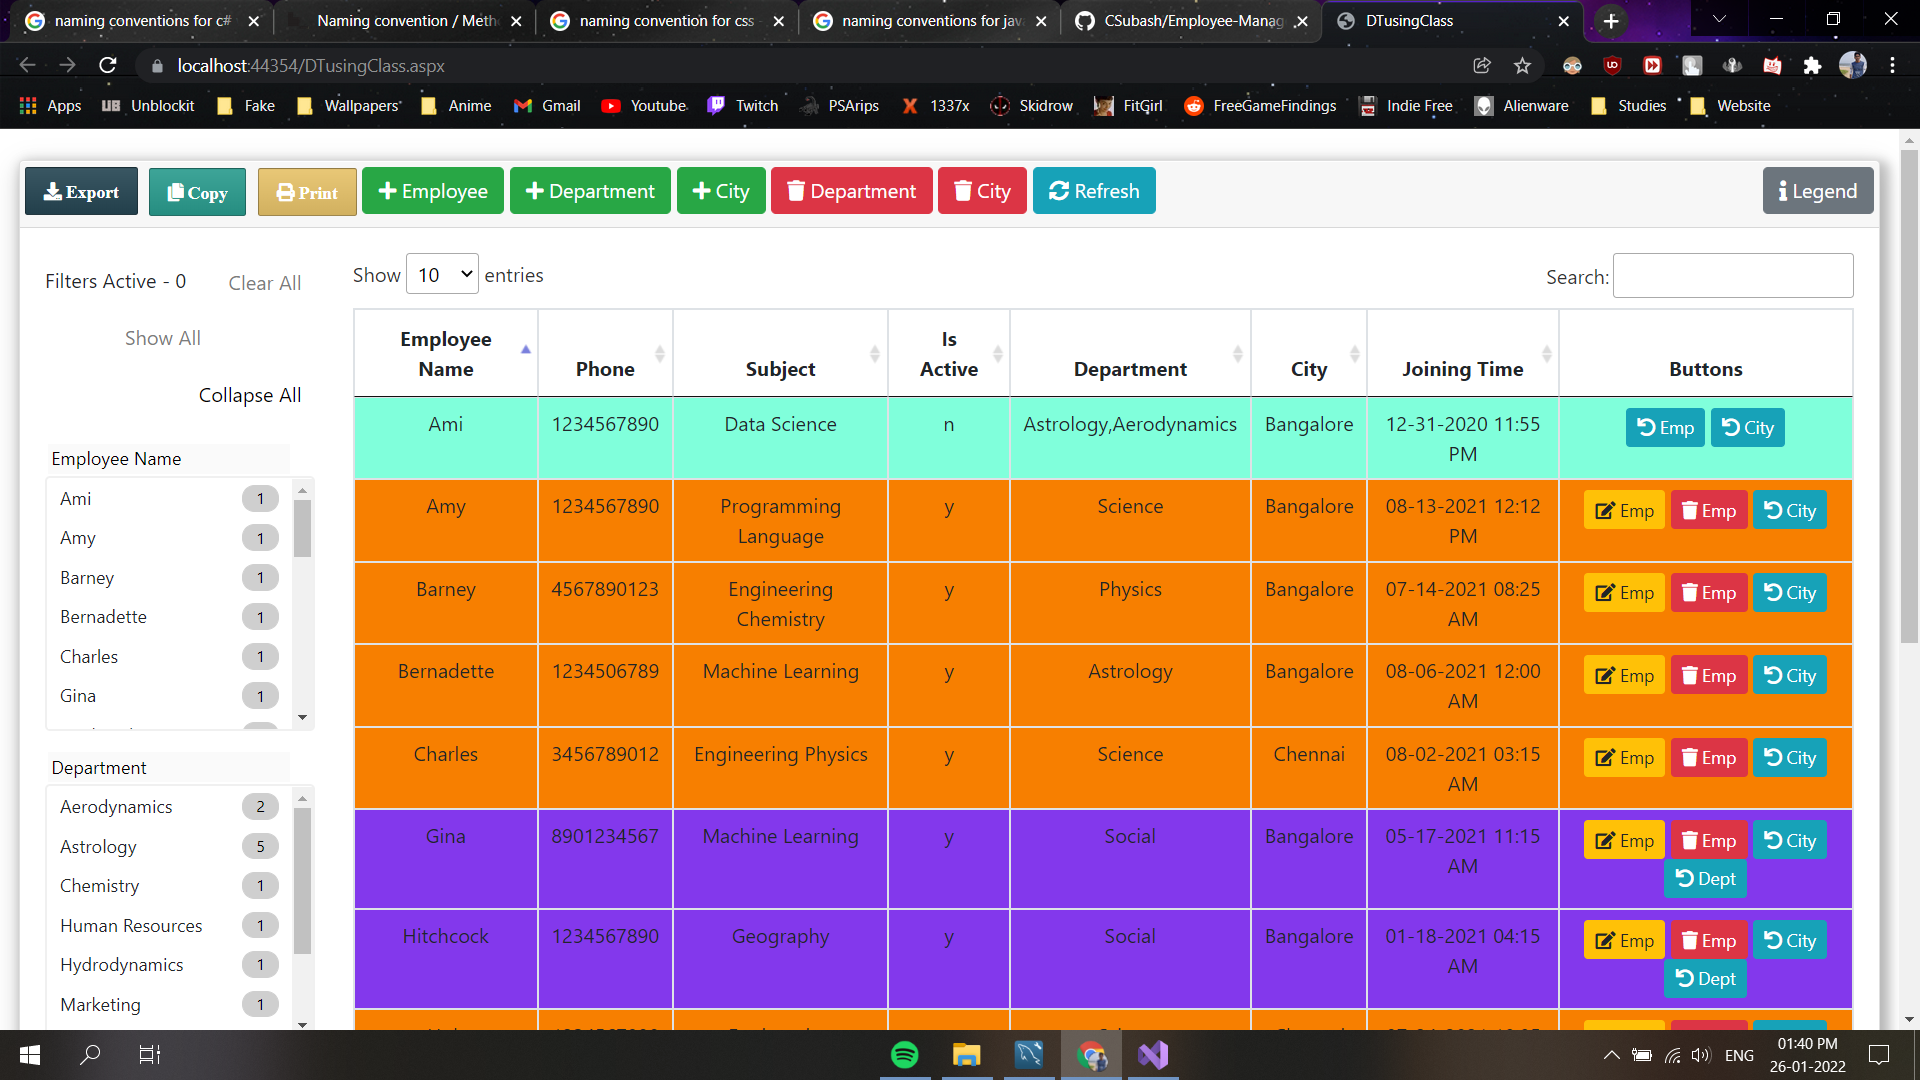 naming conventions for c#
Naming convention / Meth
naming convention for css
naming conventions for jav
CSubash/Employee-Manag
DTusingClass
localhost:44354/DTusingClass.aspx
Apps
UB Unblockit
Fake
Wallpapers
Anime
Gmail
Youtube
Twitch
PSArips
1337x
Skidrow
FitGirl
FreeGameFindings
Indie Free
Alienware
Studies
Website
Export
Copy
Print
Employee
Department
City
Department
City
Refresh
Legend
Filters Active - 0
Clear All
Show All
Collapse All
Show 10 entries
Search:
Employee Name
Ami 1
Amy 1
Barney 1
Bernadette 1
Charles 1
Gina 1
Department
Aerodynamics 2
Astrology 5
Chemistry 1
Human Resources 1
Hydrodynamics 1
Marketing 1
Employee
Name
Phone
Subject
Is
Active
Department
City
Joining Time
Buttons
Ami 1234567890 Data Science n Astrology,Aerodynamics Bangalore 12-31-2020 11:55 Emp City
PM
Amy 1234567890 Programming y Science Bangalore 08-13-2021 12:12 Emp Emp City
Language PM
Barney 4567890123 Engineering y Physics Bangalore 07-14-2021 08:25 Emp Emp City
Chemistry AM
Bernadette 1234506789 Machine Learning y Astrology Bangalore 08-06-2021 12:00 Emp Emp City
AM
Charles 3456789012 Engineering Physics y Science Chennai 08-02-2021 03:15 Emp Emp City
AM
Gina 8901234567 Machine Learning y Social Bangalore 05-17-2021 11:15 Emp Emp City
AM Dept
Hitchcock 1234567890 Geography y Social Bangalore 01-18-2021 04:15 Emp Emp City
AM Dept
ENG
01:40 PM
26-01-2022